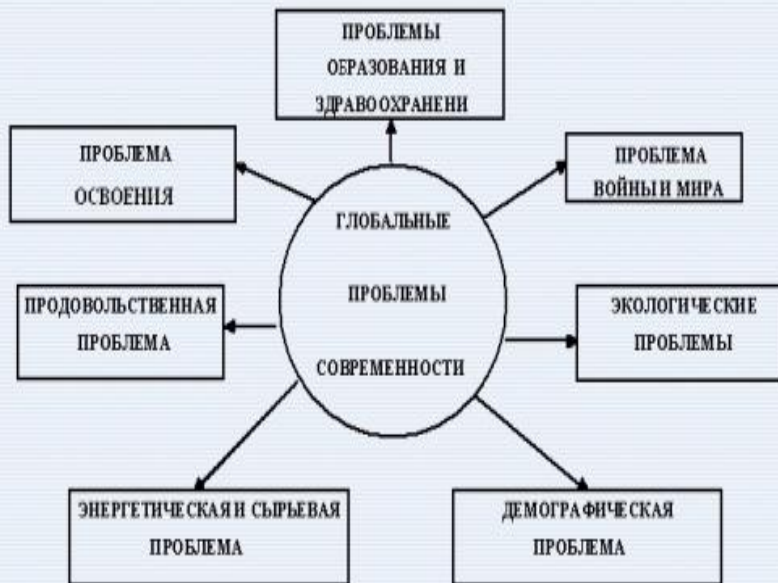 ПРОБЛЕМЫ
ОБРАЗОВАНИЯ И
ЗДРАВООХРАНЕНИ
ПРОБЛЕМА
ОСВОЕНИЯ
ПРОБЛЕМА
ВОЙНЫ И МИРА
ГЛОБАЛЬНЫЕ
ПРОБЛЕМЫ
СОВРЕМЕННОСТИ
ПРОДОВОЛЬСТВЕННАЯ
ПРОБЛЕМА
ЭКОЛОГИЧЕСКИЕ
ПРОБЛЕМЫ
ЭНЕРГЕТИЧЕСКАЯ И СЫРЬЕВАЯ
ПРОБЛЕМА
ДЕМОГРАФИЧЕСКАЯ
ПРОБЛЕМА